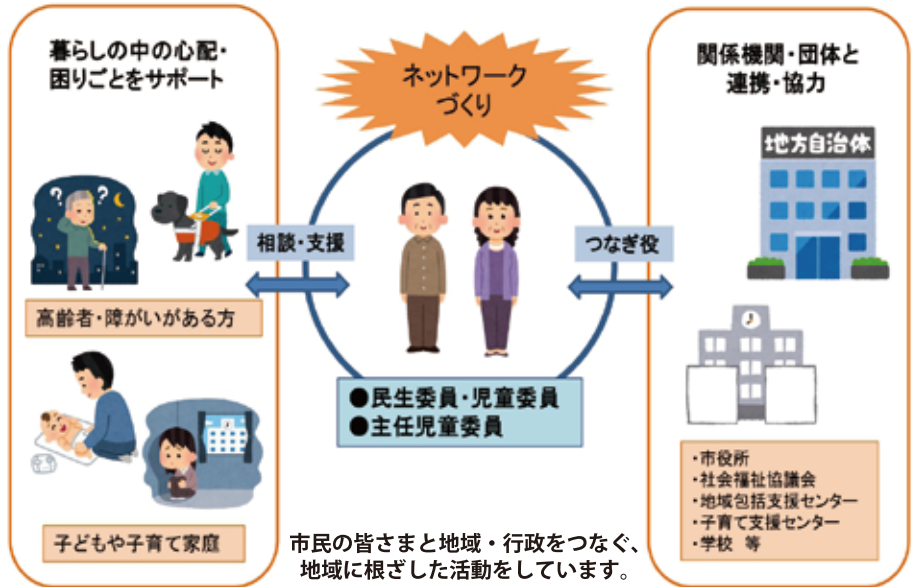 暮らしの中の心配・
困りごとをサポート
? ?
高齢者・障がいがある方
子どもや子育て家庭
相談・支援
ネットワーク
づくり
●民生委員・児童委員
●主任児童委員
つなぎ役
関係機関・団体と
連携・協力
地方自治体
・市役所
・社会福祉協議会
・地域包括支援センター
・子育て支援センター
・学校 等
市民の皆さまと地域・行政をつなぐ、
地域に根ざした活動をしています。